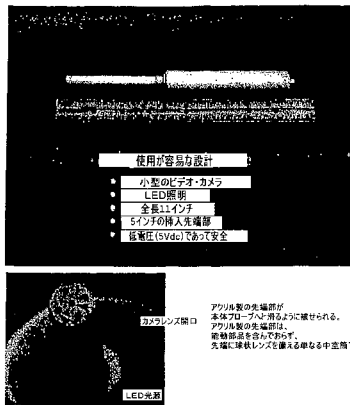 使用が容易な設計
小型のビデオ・カメラ
LED照明
全長11インチ
5インチの挿入先端部
低電圧(5Vdc)であって安全
カメラレンズ開口
アクリル製の先端部が
本体プローブへと滑るように被せられる。
アクリル製の先端部は、
能動部品を含んでおらず、
先端に球状レンズを備える単なる中空筒
LED光源